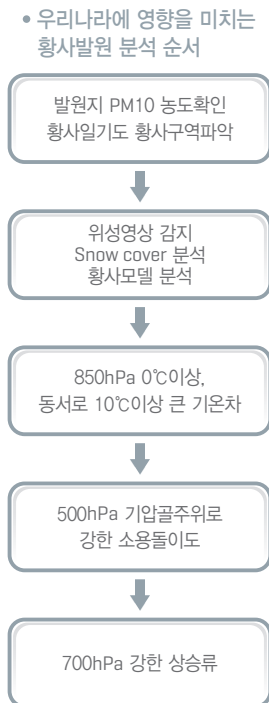 • 우리나라에 영향을 미치는
황사발원 분석 순서
발원지 PM10 농도확인
황사일기도 황사구역파악
위성영상 감지
Snow cover 분석
황사모델 분석
850hPa 0℃이상,
동서로 10℃이상 큰 기온차
500hPa 기압골주위로
강한 소용돌이도
700hPa 강한 상승류